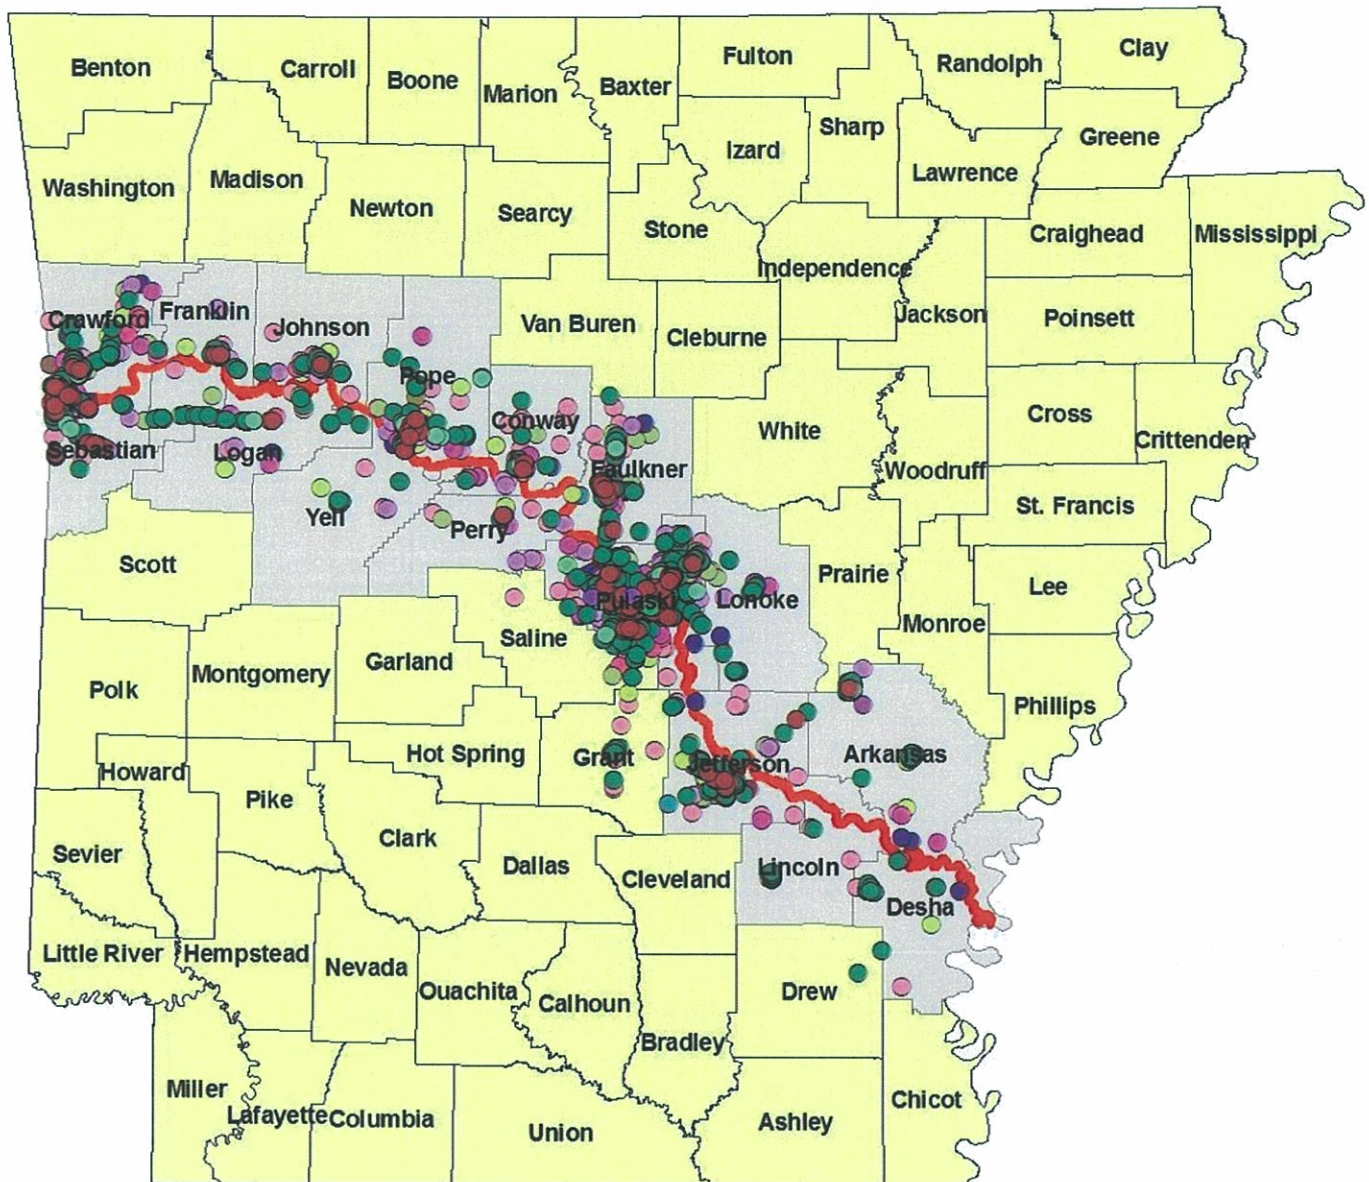 Benton
Carroll
Boone
Marion
Baxter
Fulton
Randolph
Clay
Washington
Madison
Newton
Searcy
Stone
Izard
Sharp
Lawrence
Greene
Independence
Jackson
Craighead
Mississippi
Crawford
Franklin
Johnson
Pope
Van Buren
Cleburne
Poinsett
Sebastian
Logan
Conway
Faulkner
White
Woodruff
Cross
Crittenden
Yell
Perry
St. Francis
Scott
Pulaski
Lonoke
Prairie
Monroe
Lee
Polk
Montgomery
Garland
Saline
Phillips
Howard
Pike
Hot Spring
Grant
Jefferson
Arkansas
Sevier
Clark
Dallas
Cleveland
Lincoln
Desha
Little River
Hempstead
Nevada
Ouachita
Calhoun
Bradley
Drew
Miller
Lafayette
Columbia
Union
Ashley
Chicot